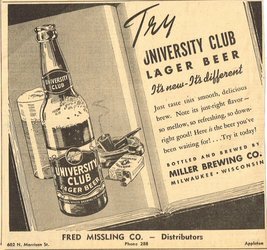 Try
UNIVERSITY CLUB
LAGER BEER
It's new-It's different
Just taste this smooth, delicious
brew. Note its just-right flavor —
so mellow, so refreshing, so down-
right good! Here is the beer you've
been waiting for! . . . Try it today!
BOTTLED AND BREWED BY
MILLER BREWING CO.
MILWAUKEE • WISCONSIN
UNIVERSITY
CLUB
UNIVERSITY
CLUB
LAGER BEER
FRED MISSLING CO. — Distributors
602 N. Morrison St. Phone 288 Appleton